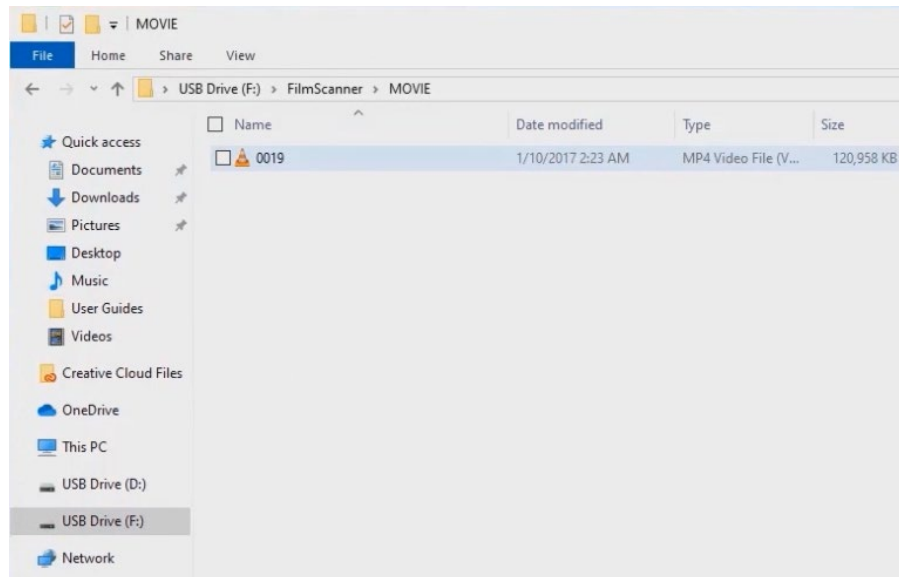 MOVIE
File Home Share View
USB Drive (F:) FilmScanner MOVIE
Name Date modified Type Size
0019 1/10/2017 2:23 AM MP4 Video File (V... 120,958 KB
Quick access
Documents
Downloads
Pictures
Desktop
Music
User Guides
Videos
Creative Cloud Files
OneDrive
This PC
USB Drive (D:)
USB Drive (F:)
Network